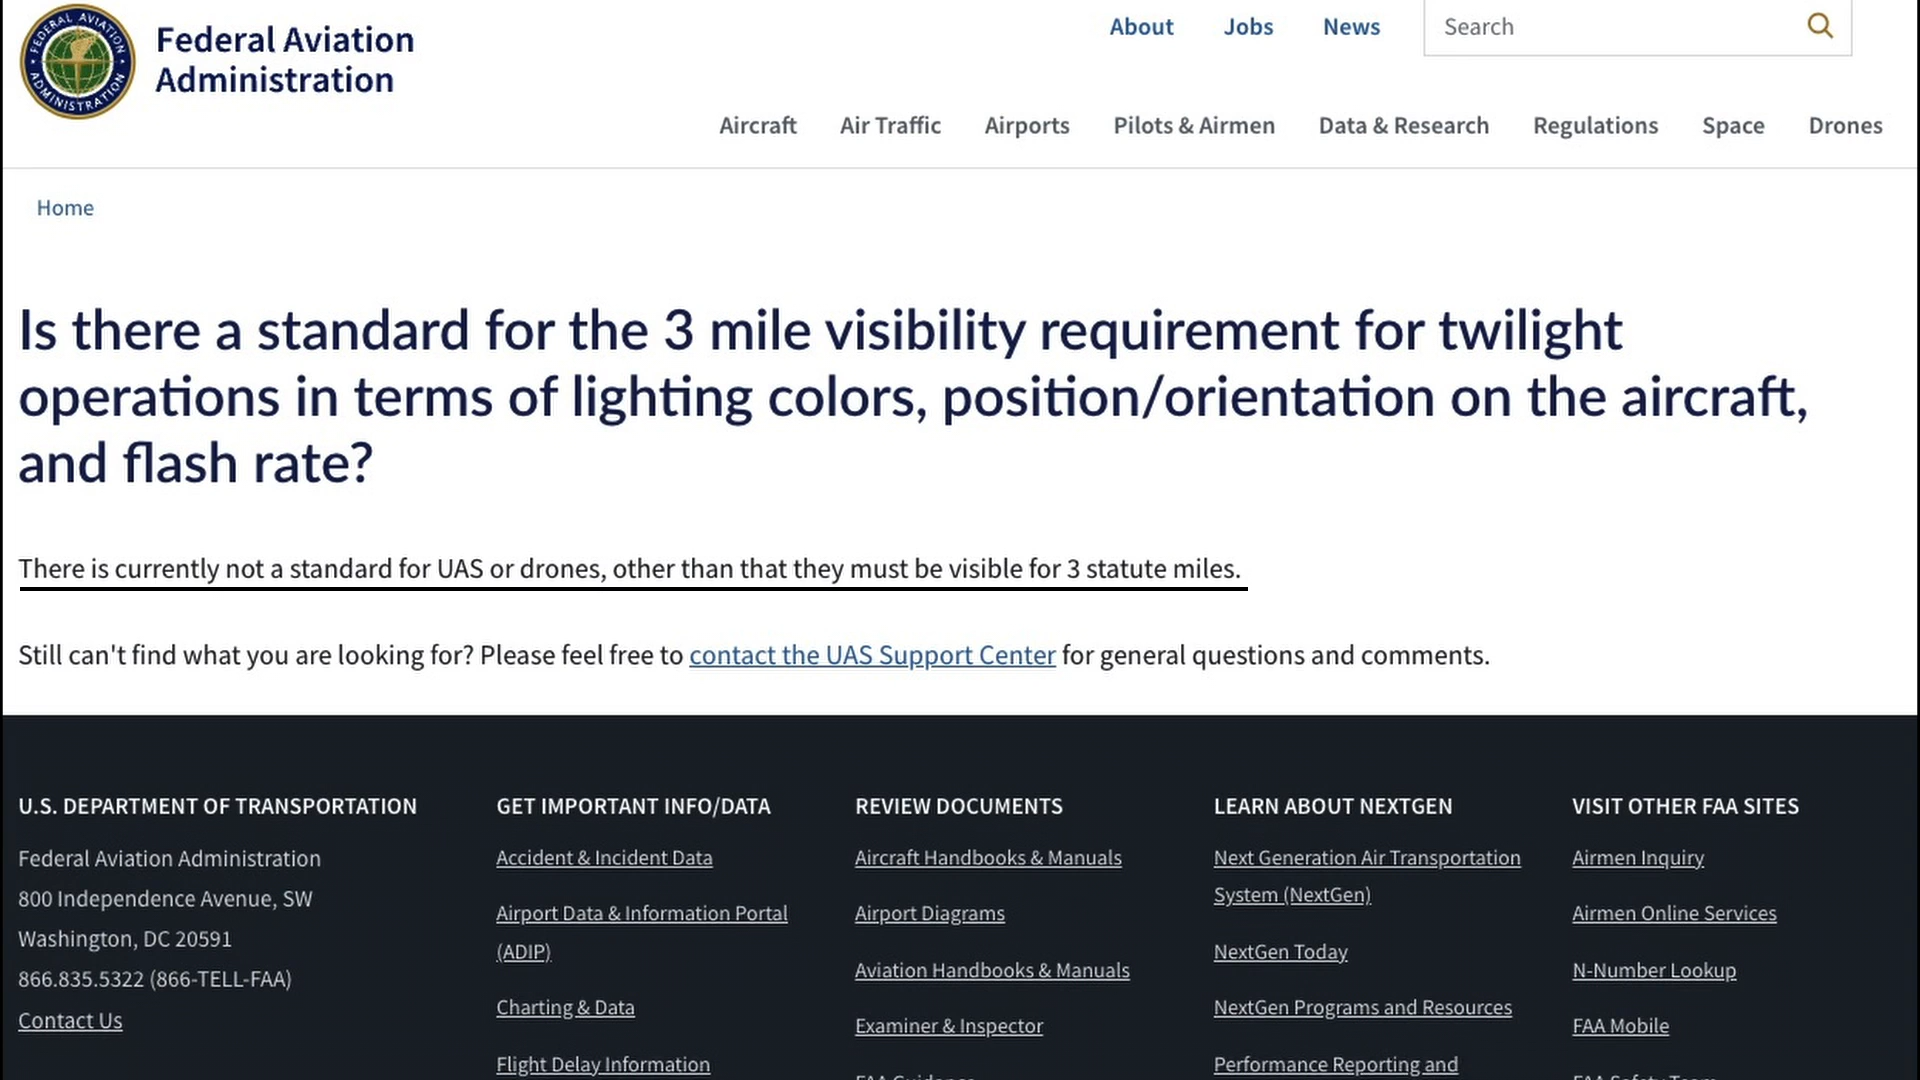 FEDERAL AVIATION
ADMINISTRATION
Federal Aviation
Administration
About
Jobs
News
Search
Aircraft
Air Traffic
Airports
Pilots & Airmen
Data & Research
Regulations
Space
Drones
Home
Is there a standard for the 3 mile visibility requirement for twilight
operations in terms of lighting colors, position/orientation on the aircraft,
and flash rate?
There is currently not a standard for UAS or drones, other than that they must be visible for 3 statute miles.
Still can't find what you are looking for? Please feel free to contact the UAS Support Center for general questions and comments.
U.S. DEPARTMENT OF TRANSPORTATION
Federal Aviation Administration
800 Independence Avenue, SW
Washington, DC 20591
866.835.5322 (866-TELL-FAA)
Contact Us
GET IMPORTANT INFO/DATA
Accident & Incident Data
Airport Data & Information Portal
(ADIP)
Charting & Data
Flight Delay Information
REVIEW DOCUMENTS
Aircraft Handbooks & Manuals
Airport Diagrams
Aviation Handbooks & Manuals
Examiner & Inspector
FAA Guidance
LEARN ABOUT NEXTGEN
Next Generation Air Transportation
System (NextGen)
NextGen Today
NextGen Programs and Resources
Performance Reporting and
VISIT OTHER FAA SITES
Airmen Inquiry
Airmen Online Services
N-Number Lookup
FAA Mobile
FAA Safety Team